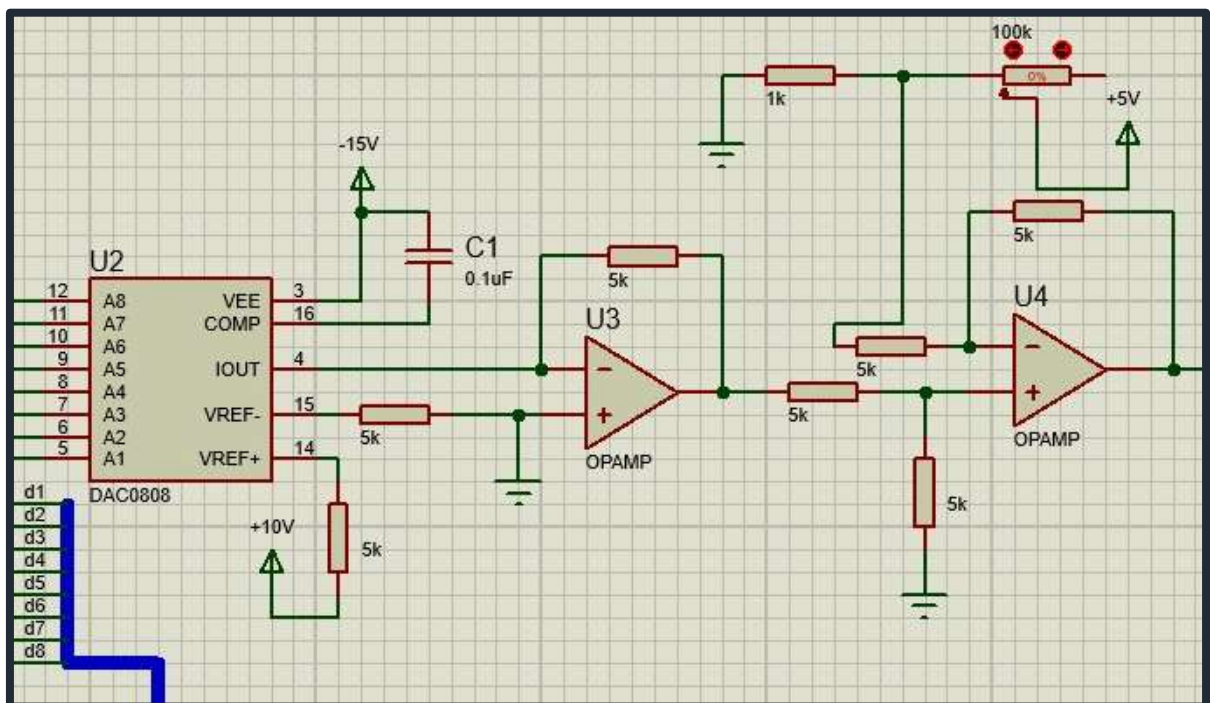 100k
0%
1k
+5V
-15V
5k
C1
0.1uF
5k
U2
12 A8 VEE 3
11 A7 COMP 16
10 A6
9 A5 IOUT 4
8 A4
7 A3 VREF- 15
6 A2
5 A1 VREF+ 14
DAC0808
U3
5k
OPAMP
U4
5k
5k
OPAMP
5k
5k
+10V
5k
d1
d2
d3
d4
d5
d6
d7
d8